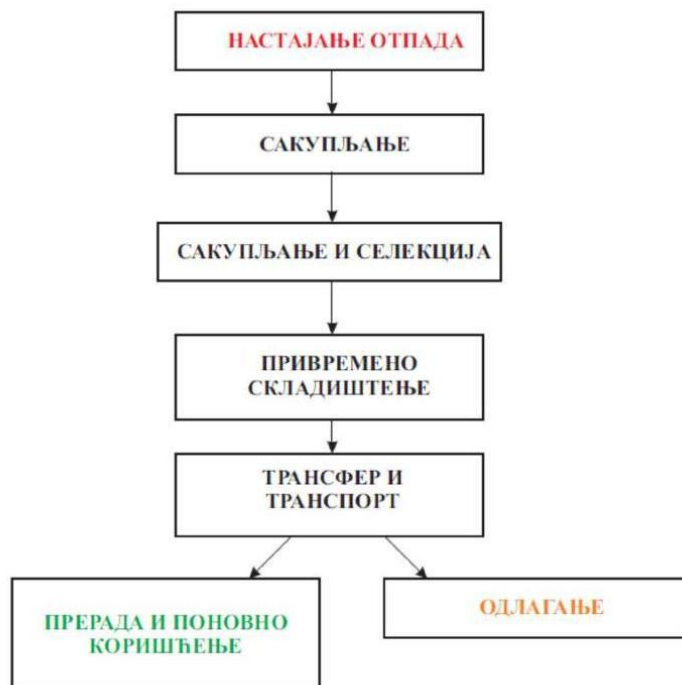 НАСТАЈАЊЕ ОТПАДА
САКУПЉАЊЕ
САКУПЉАЊЕ И СЕЛЕКЦИЈА
ПРИВРЕМЕНО
СКЛАДИШТЕЊЕ
ТРАНСФЕР И
ТРАНСПОРТ
ПРЕРАДА И ПОНОВНО
КОРИШЋЕЊЕ
ОДЛАГАЊЕ